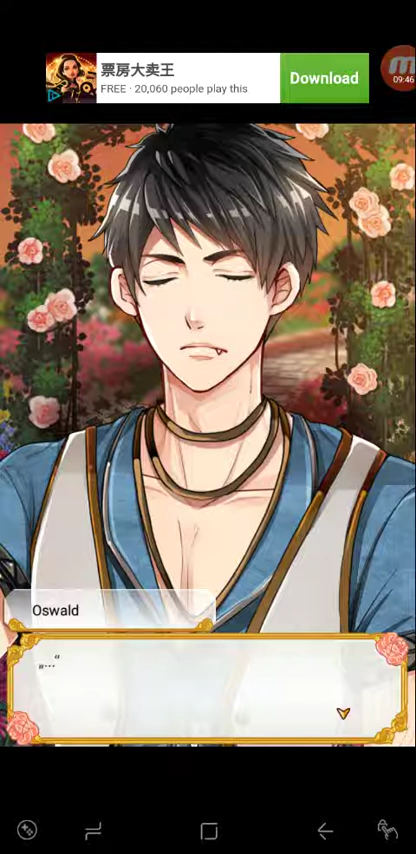 票房大卖王
FREE · 20,060 people play this
Download
09:46
Oswald
"..."